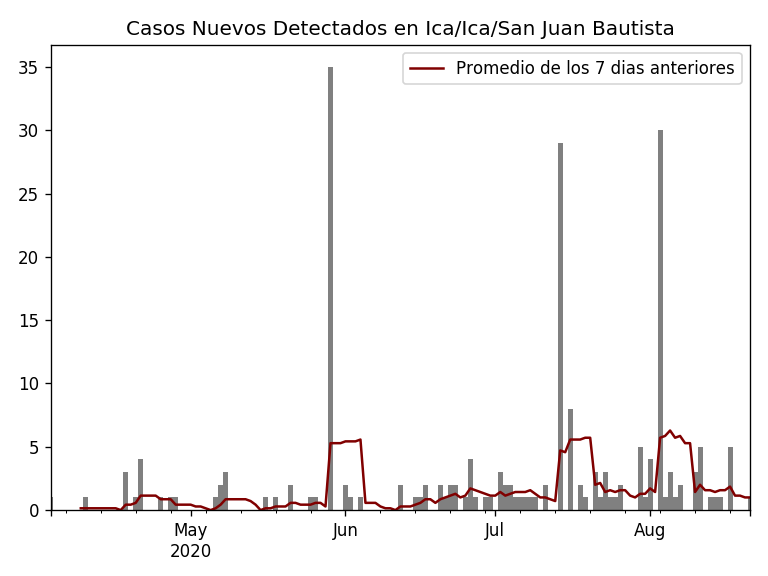 Casos Nuevos Detectados en Ica/Ica/San Juan Bautista
Promedio de los 7 dias anteriores
35
30
25
20
15
10
5
0
May
2020
Jun
Jul
Aug